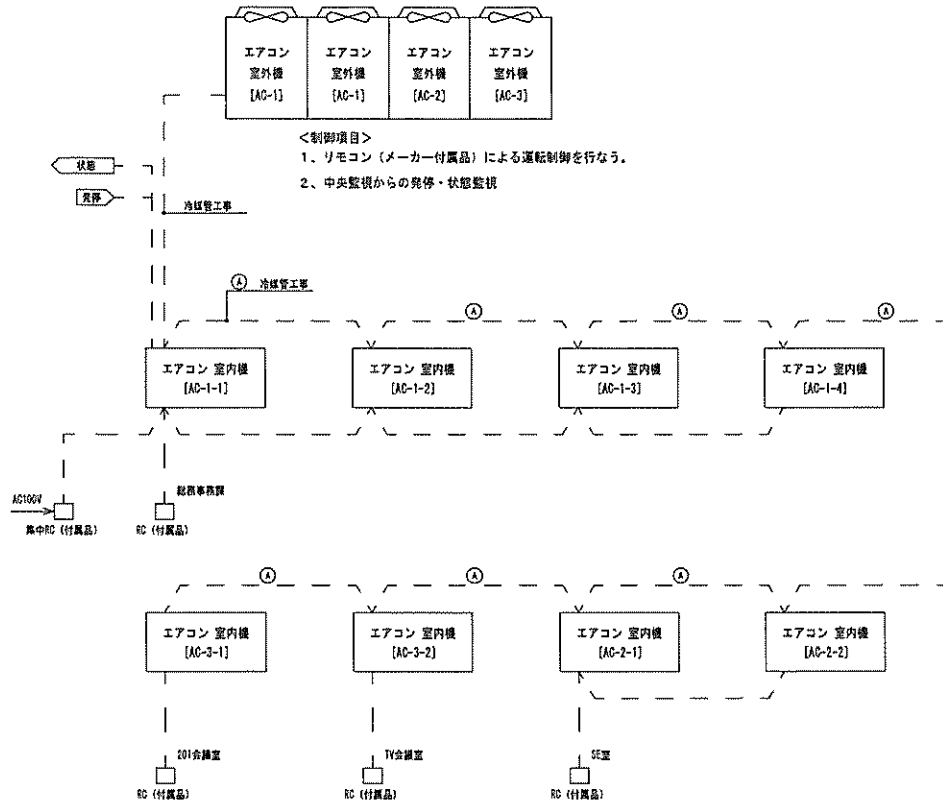 エアコン
室外機
[AC-1]
エアコン
室外機
[AC-1]
エアコン
室外機
[AC-2]
エアコン
室外機
[AC-3]
<制御項目>
1、リモコン(メーカー付属品)による運転制御を行なう。
2、中央監視からの発停・状態監視
状態
発停
冷媒管工事
A 冷媒管工事
A
A
A
エアコン 室内機
[AC-1-1]
エアコン 室内機
[AC-1-2]
エアコン 室内機
[AC-1-3]
エアコン 室内機
[AC-1-4]
AC100V
総務事務課
集中RC(付属品)
RC(付属品)
A
A
A
エアコン 室内機
[AC-3-1]
エアコン 室内機
[AC-3-2]
エアコン 室内機
[AC-2-1]
エアコン 室内機
[AC-2-2]
201会議室
TV会議室
SE室
RC(付属品)
RC(付属品)
RC(付属品)